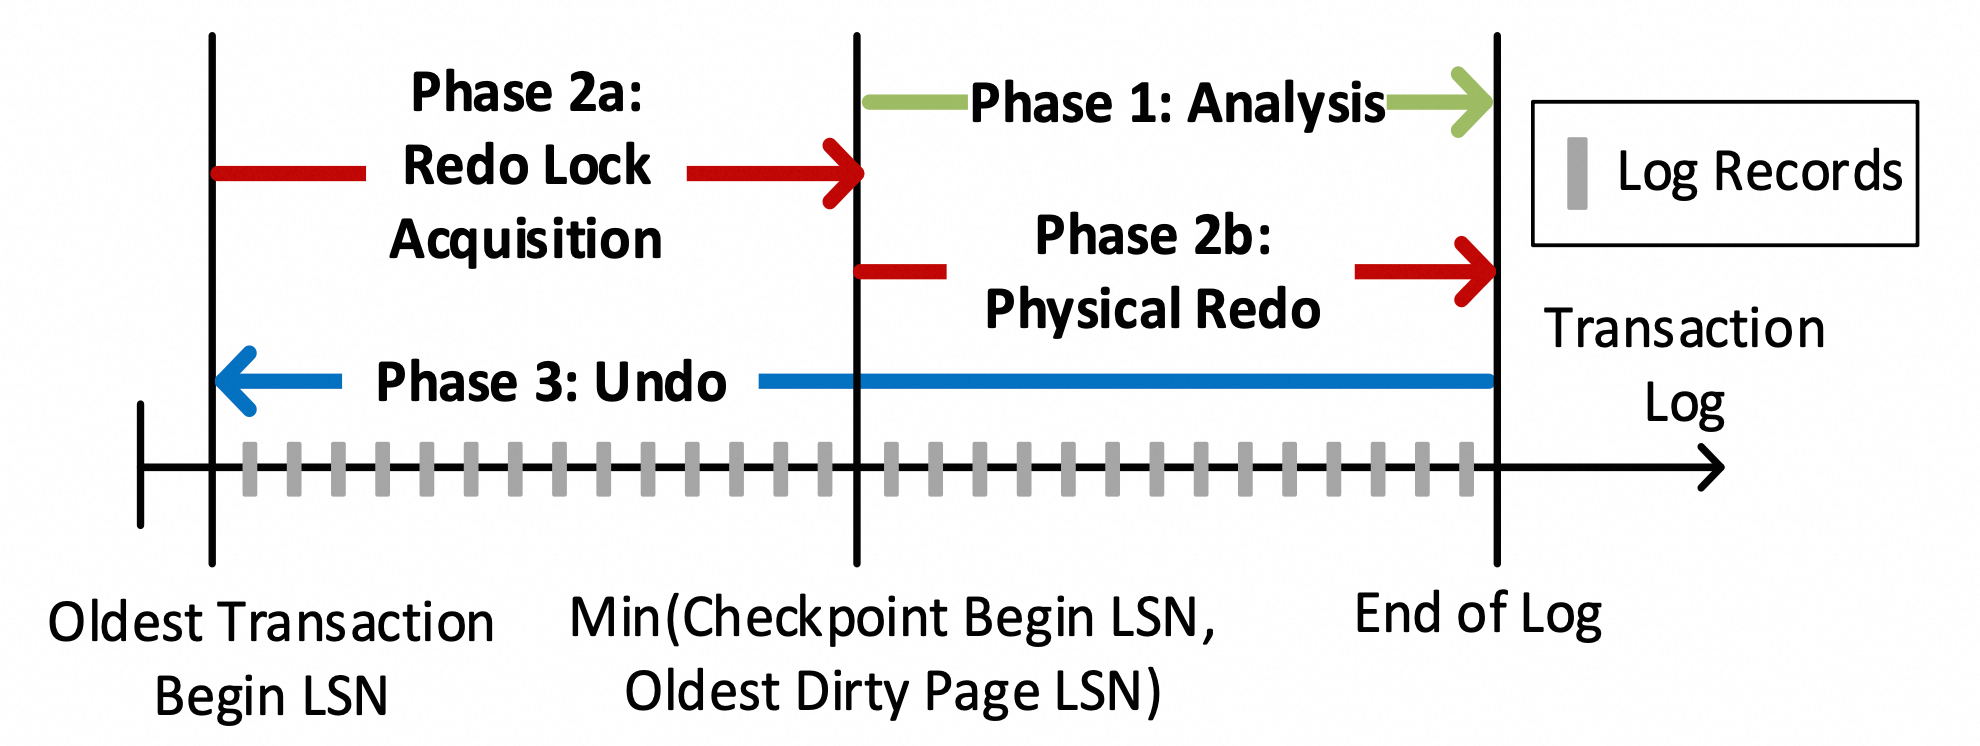 Phase 2a:
Redo Lock
Acquisition
Phase 1: Analysis
Phase 2b:
Physical Redo
Phase 3: Undo
Log Records
Transaction
Log
Oldest Transaction
Begin LSN
Min(Checkpoint Begin LSN,
Oldest Dirty Page LSN)
End of Log